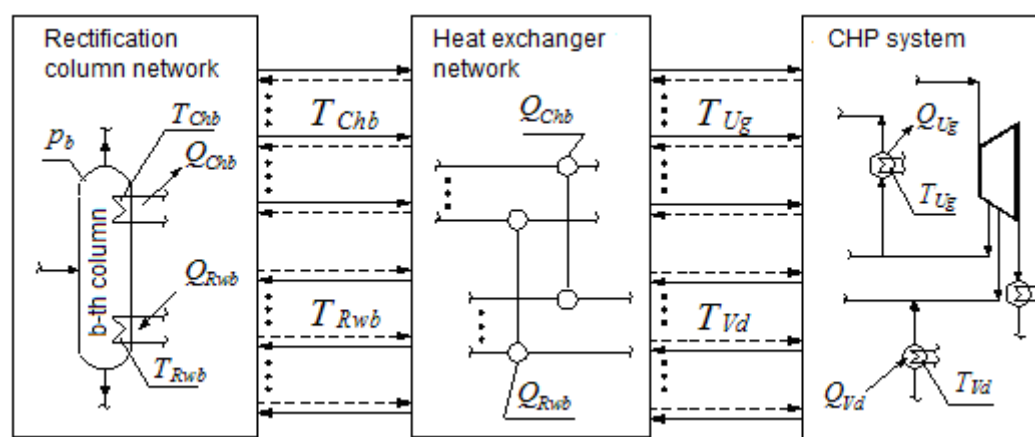 Rectification
column network
T_Chb
p_b
Q_Chb
b-th column
Q_Rwb
T_Rwb
T_Chb
T_Rwb
Heat exchanger
network
Q_Chb
Q_Rwb
T_Ug
T_Vd
CHP system
Q_Ug
T_Ug
Q_Vd
T_Vd